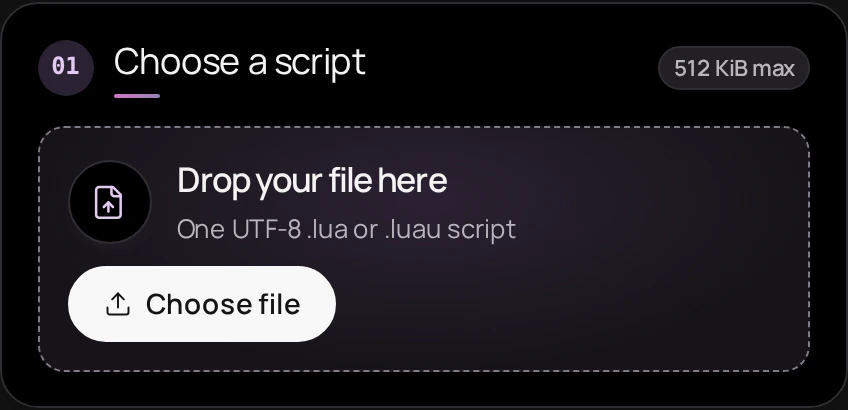 01
Choose a script
512 KiB max
Drop your file here
One UTF-8 .lua or .luau script
Choose file